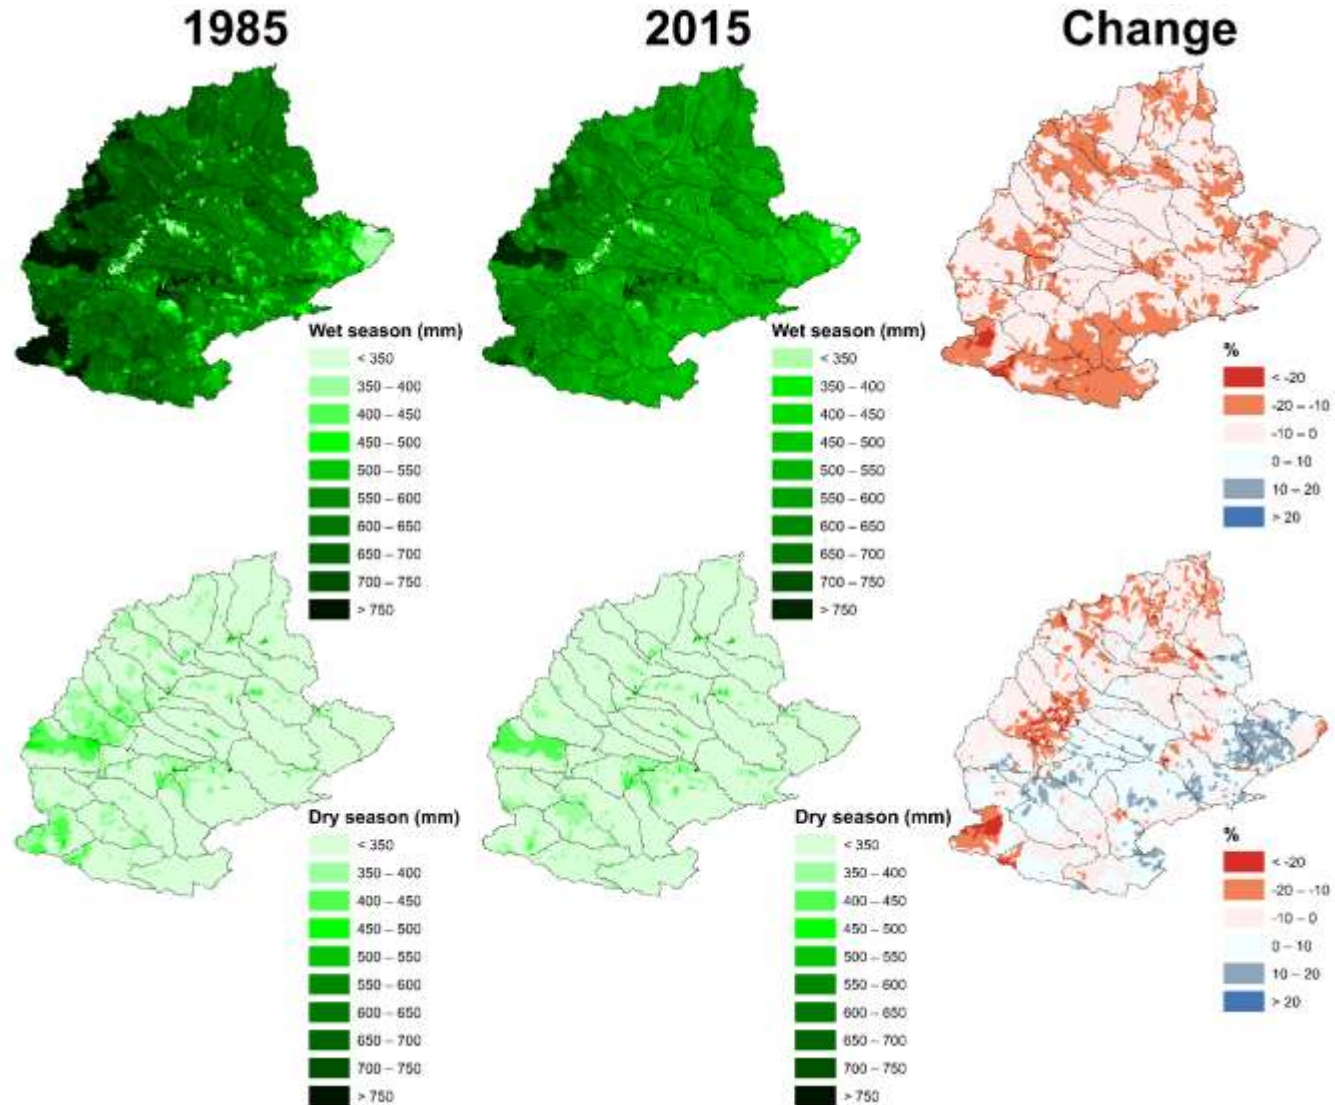 1985
2015
Change
Wet season (mm)
< 350
350 – 400
400 – 450
450 – 500
500 – 550
550 – 600
600 – 650
650 – 700
700 – 750
> 750
Wet season (mm)
< 350
350 – 400
400 – 450
450 – 500
500 – 550
550 – 600
600 – 650
650 – 700
700 – 750
> 750
%
< -20
-20 – -10
-10 – 0
0 – 10
10 – 20
> 20
Dry season (mm)
< 350
350 – 400
400 – 450
450 – 500
500 – 550
550 – 600
600 – 650
650 – 700
700 – 750
> 750
Dry season (mm)
< 350
350 – 400
400 – 450
450 – 500
500 – 550
550 – 600
600 – 650
650 – 700
700 – 750
> 750
%
< -20
-20 – -10
-10 – 0
0 – 10
10 – 20
> 20